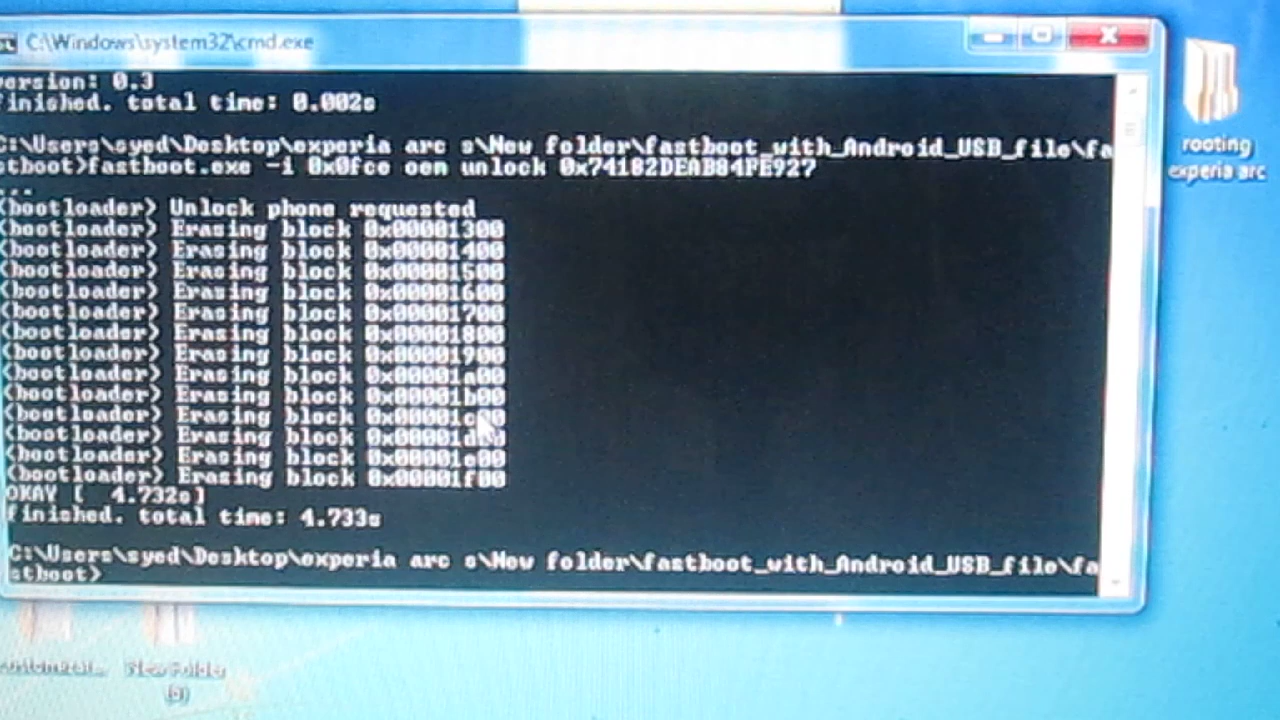 C:\Windows\system32\cmd.exe
version: 0.3
finished. total time: 0.002s
C:\Users\syed\Desktop\experia arc s\New folder\fastboot_with_Android_USB_file\fa
stboot>fastboot.exe -i 0x0fce oem unlock 0x74182DEAB84FE927
...
(bootloader) Unlock phone requested
(bootloader) Erasing block 0x00001300
(bootloader) Erasing block 0x00001400
(bootloader) Erasing block 0x00001500
(bootloader) Erasing block 0x00001600
(bootloader) Erasing block 0x00001700
(bootloader) Erasing block 0x00001800
(bootloader) Erasing block 0x00001900
(bootloader) Erasing block 0x00001a00
(bootloader) Erasing block 0x00001b00
(bootloader) Erasing block 0x00001c00
(bootloader) Erasing block 0x00001d00
(bootloader) Erasing block 0x00001e00
(bootloader) Erasing block 0x00001f00
OKAY [  4.732s]
finished. total time: 4.733s
C:\Users\syed\Desktop\experia arc s\New folder\fastboot_with_Android_USB_file\fa
stboot>
rooting
experia arc
New Folder